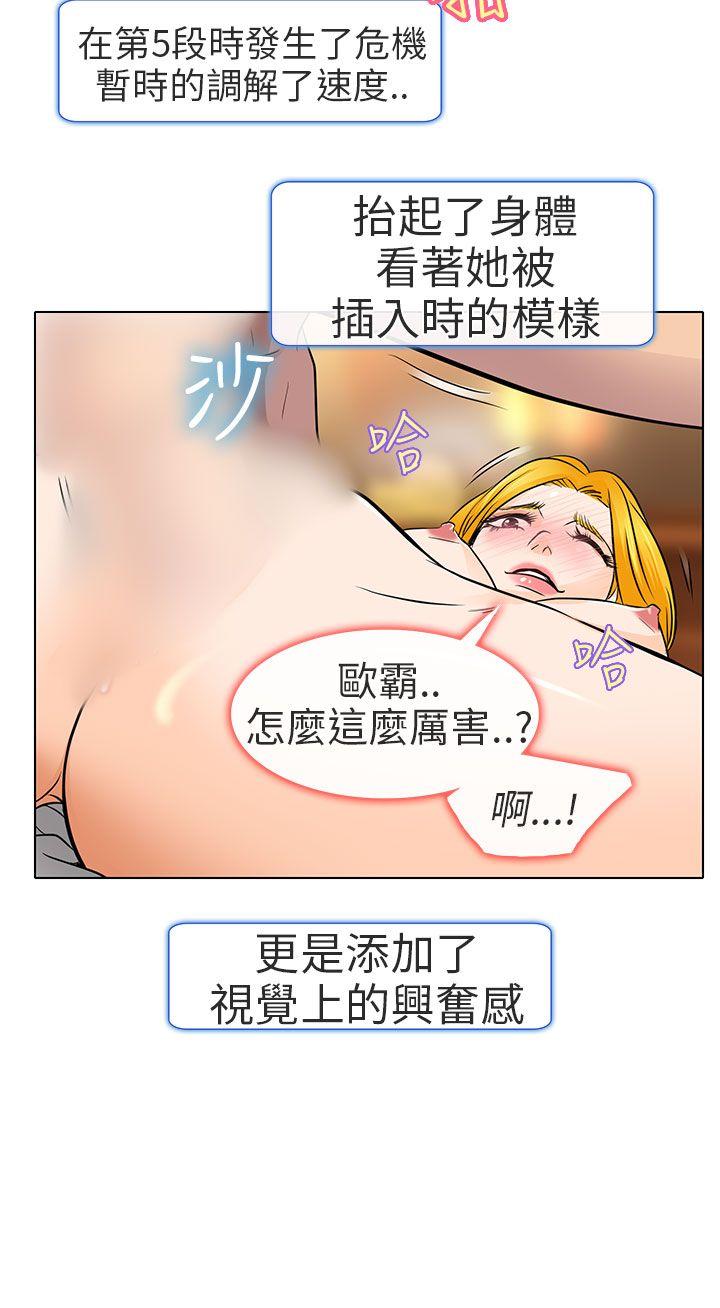 在第5段時發生了危機
暫時的調解了速度..
抬起了身體
看著她被
插入時的模樣
沙
哈
哈
歐霸..
怎麼這麼厲害..?
啊...!
更是添加了
視覺上的興奮感